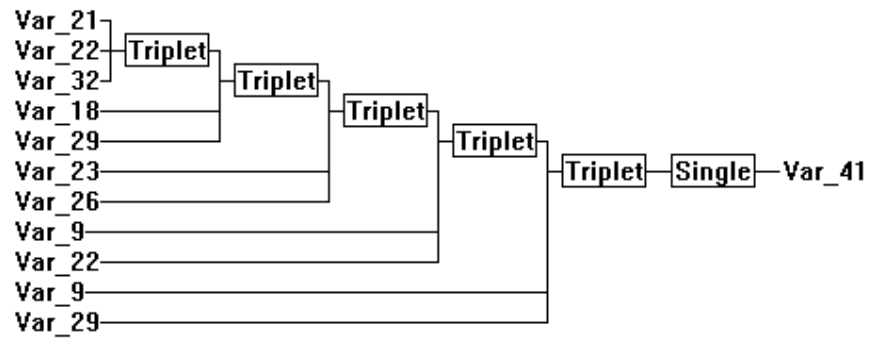 Var_21
Var_22 Triplet
Var_32 Triplet
Var_18 Triplet
Var_29 Triplet
Var_23 Triplet Single Var_41
Var_26
Var_9
Var_22
Var_9
Var_29